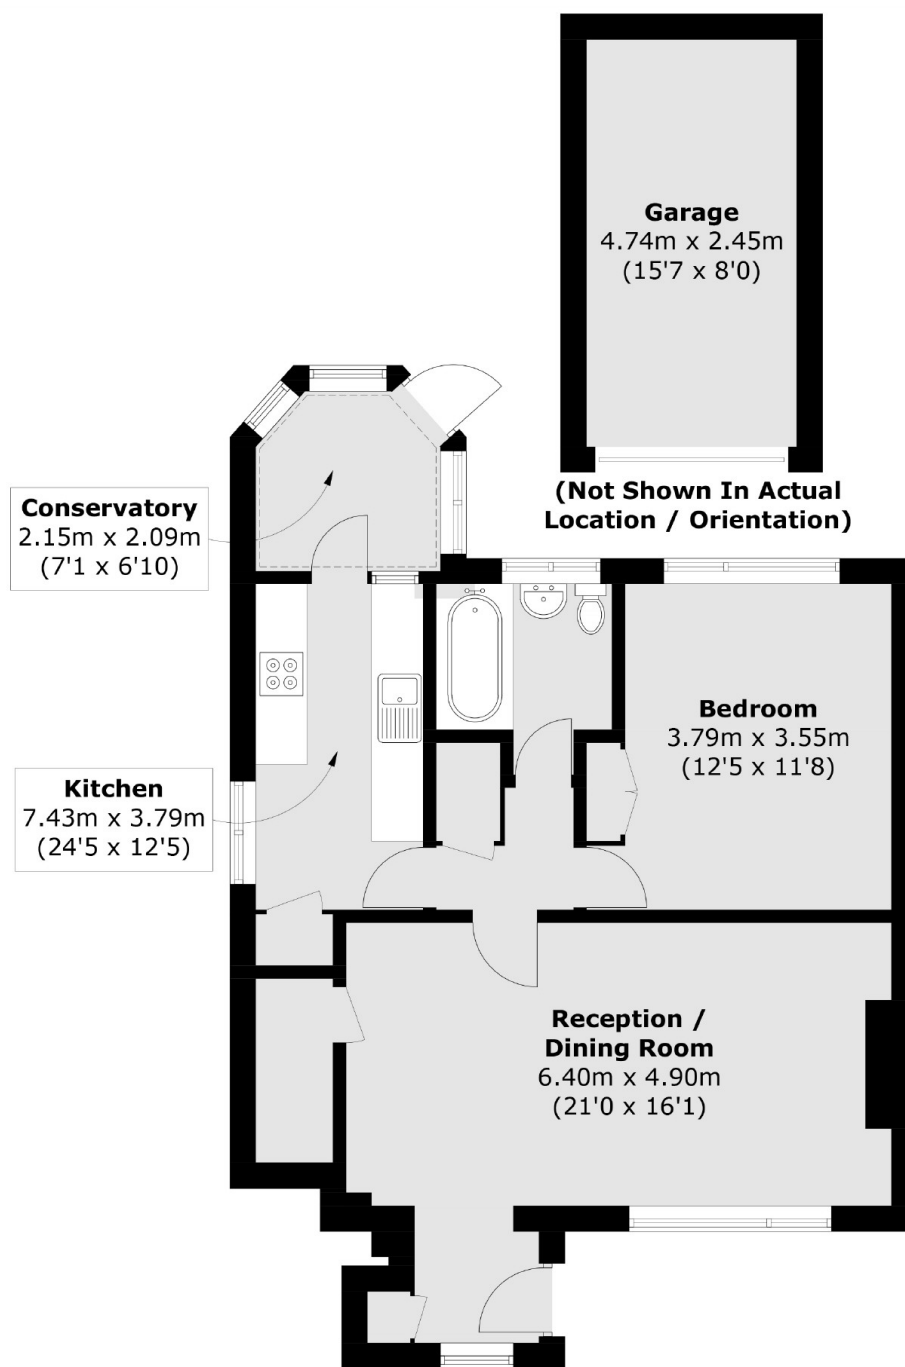 Garage
4.74m x 2.45m
(15'7 x 8'0)
(Not Shown In Actual
Location / Orientation)
Conservatory
2.15m x 2.09m
(7'1 x 6'10)
Bedroom
3.79m x 3.55m
(12'5 x 11'8)
Kitchen
7.43m x 3.79m
(24'5 x 12'5)
Reception /
Dining Room
6.40m x 4.90m
(21'0 x 16'1)